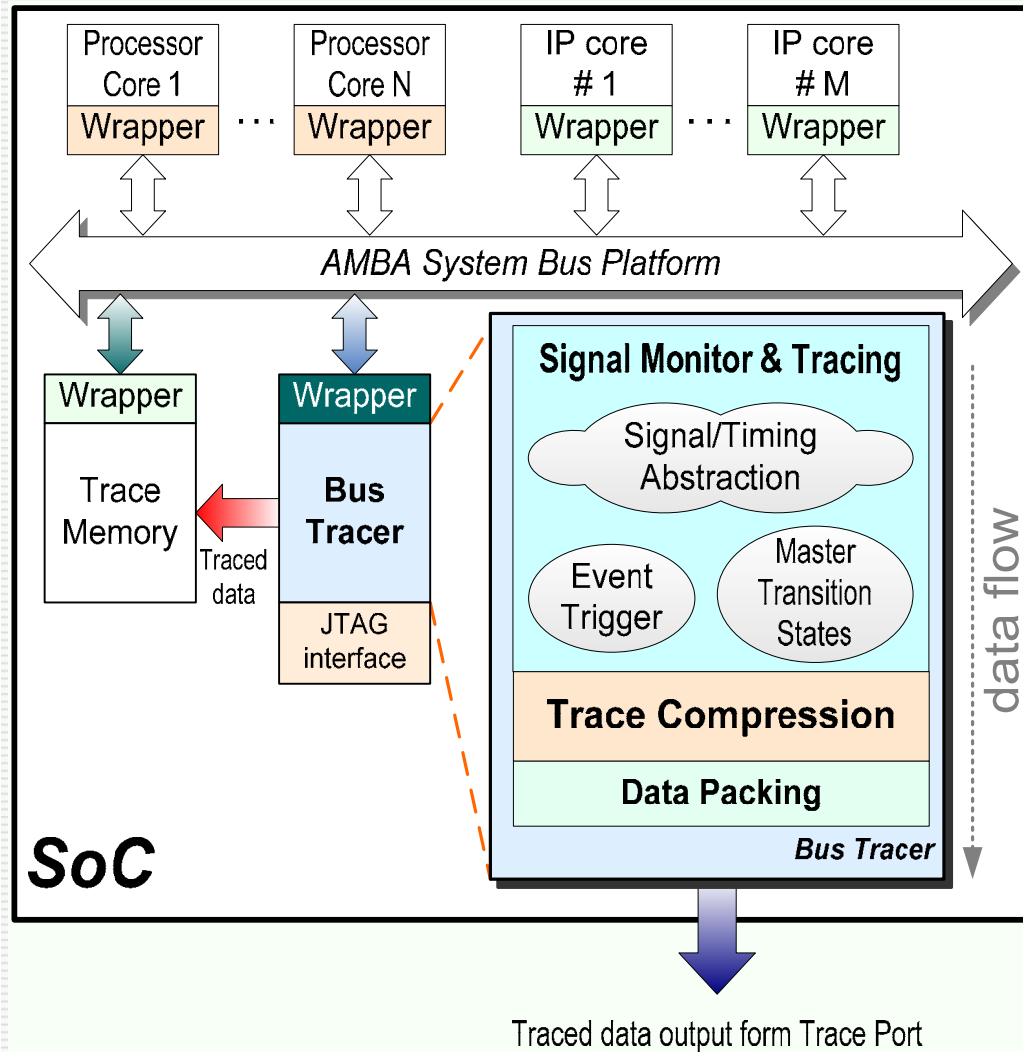 Processor
Core 1
Wrapper
...
Processor
Core N
Wrapper
IP core
# 1
Wrapper
...
IP core
# M
Wrapper
AMBA System Bus Platform
Wrapper
Trace
Memory
Traced
data
Wrapper
Bus
Tracer
JTAG
interface
Signal Monitor & Tracing
Signal/Timing
Abstraction
Event
Trigger
Master
Transition
States
Trace Compression
Data Packing
Bus Tracer
data flow
SoC
Traced data output form Trace Port